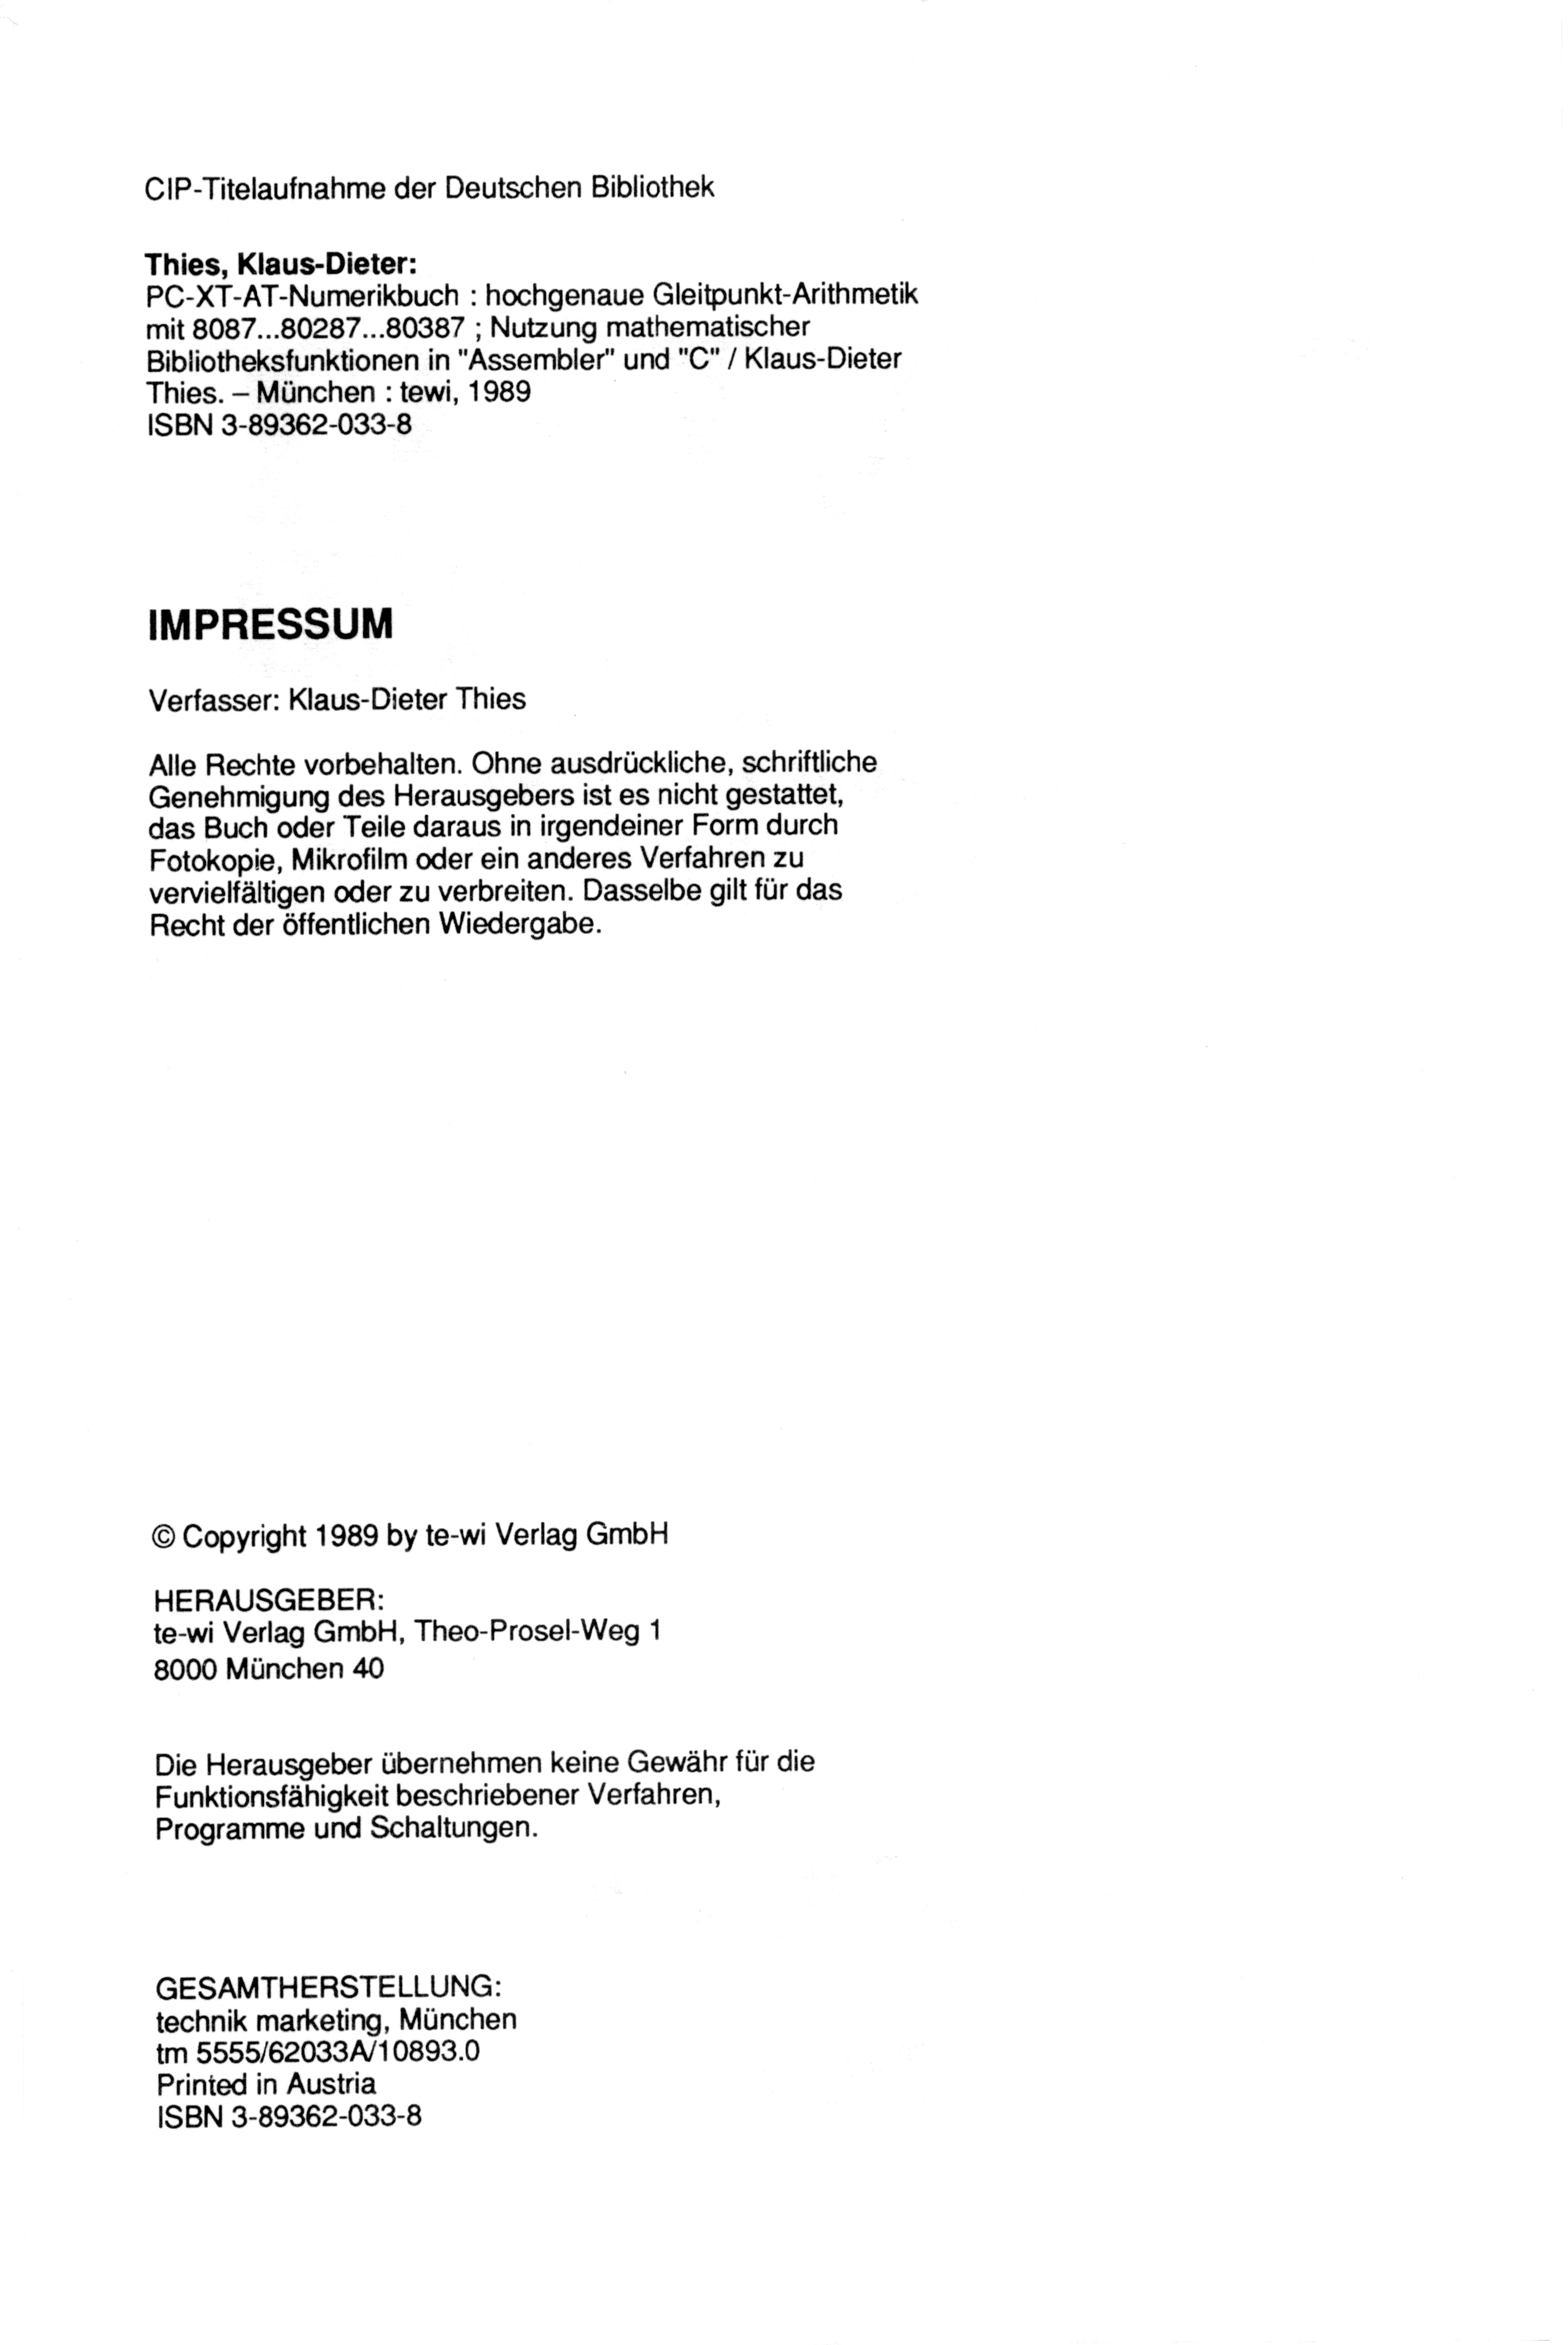 CIP-Titelaufnahme der Deutschen Bibliothek
Thies, Klaus-Dieter:
PC-XT-AT-Numerikbuch : hochgenaue Gleitpunkt-Arithmetik
mit 8087...80287...80387 ; Nutzung mathematischer
Bibliotheksfunktionen in "Assembler" und "C" / Klaus-Dieter
Thies. – München : tewi, 1989
ISBN 3-89362-033-8
IMPRESSUM
Verfasser: Klaus-Dieter Thies
Alle Rechte vorbehalten. Ohne ausdrückliche, schriftliche
Genehmigung des Herausgebers ist es nicht gestattet,
das Buch oder Teile daraus in irgendeiner Form durch
Fotokopie, Mikrofilm oder ein anderes Verfahren zu
vervielfältigen oder zu verbreiten. Dasselbe gilt für das
Recht der öffentlichen Wiedergabe.
© Copyright 1989 by te-wi Verlag GmbH
HERAUSGEBER:
te-wi Verlag GmbH, Theo-Prosel-Weg 1
8000 München 40
Die Herausgeber übernehmen keine Gewähr für die
Funktionsfähigkeit beschriebener Verfahren,
Programme und Schaltungen.
GESAMTHERSTELLUNG:
technik marketing, München
tm 5555/62033A/10893.0
Printed in Austria
ISBN 3-89362-033-8